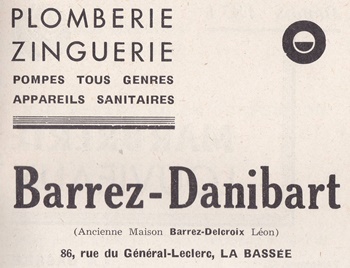 PLOMBERIE
ZINGUERIE
POMPES TOUS GENRES
APPAREILS SANITAIRES
Barrez-Danibart
(Ancienne Maison Barrez-Delcroix Léon)
86, rue du Général-Leclerc, LA BASSÉE